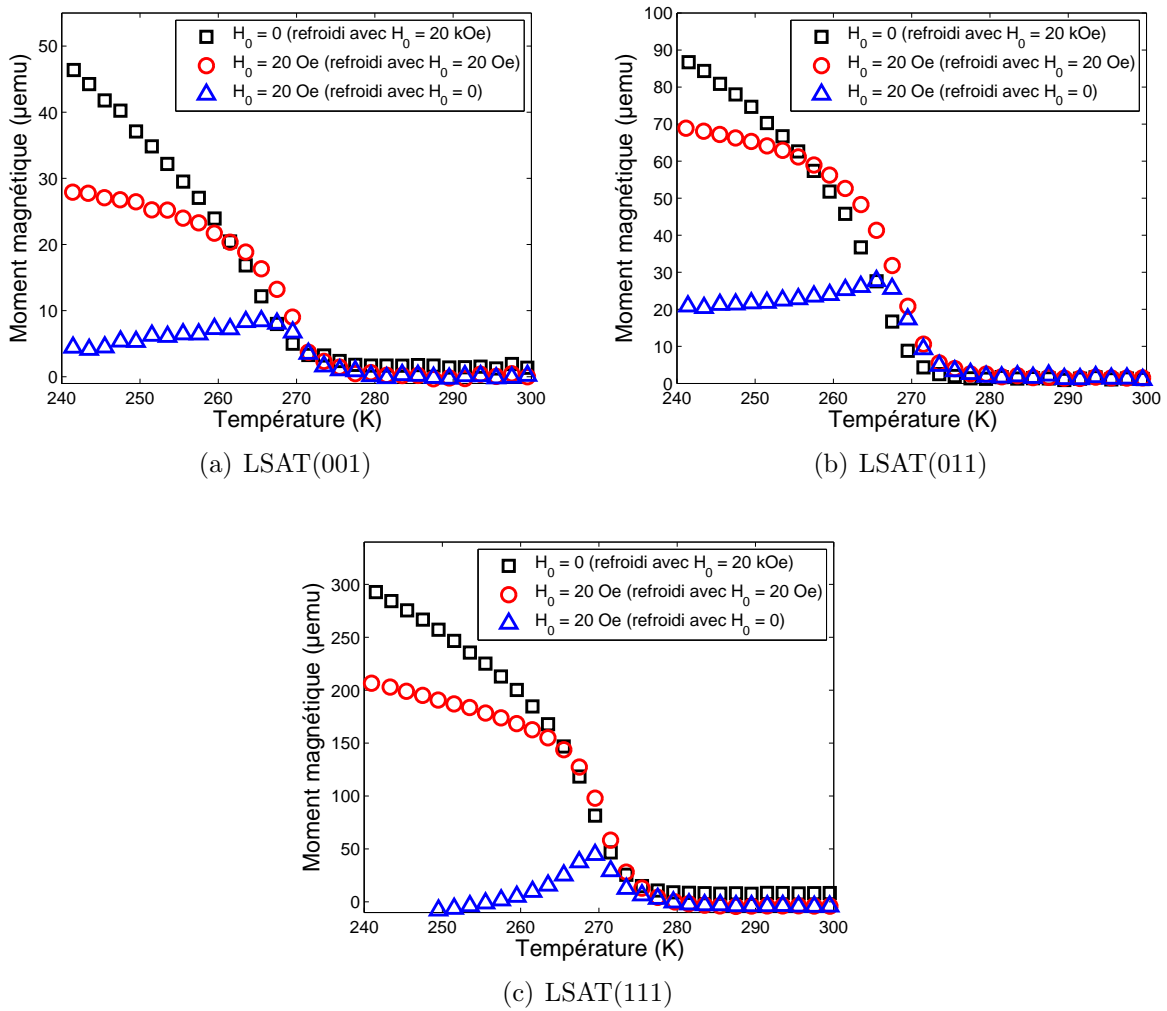 50
40
30
20
10
0
Moment magnétique (µemu)
H0 = 0 (refroidi avec H0 = 20 kOe)
H0 = 20 Oe (refroidi avec H0 = 20 Oe)
H0 = 20 Oe (refroidi avec H0 = 0)
240 250 260 270 280 290 300
Température (K)
(a) LSAT(001)
100
90
80
70
60
50
40
30
20
10
0
Moment magnétique (µemu)
H0 = 0 (refroidi avec H0 = 20 kOe)
H0 = 20 Oe (refroidi avec H0 = 20 Oe)
H0 = 20 Oe (refroidi avec H0 = 0)
240 250 260 270 280 290 300
Température (K)
(b) LSAT(011)
300
250
200
150
100
50
0
Moment magnétique (µemu)
H0 = 0 (refroidi avec H0 = 20 kOe)
H0 = 20 Oe (refroidi avec H0 = 20 Oe)
H0 = 20 Oe (refroidi avec H0 = 0)
240 250 260 270 280 290 300
Température (K)
(c) LSAT(111)